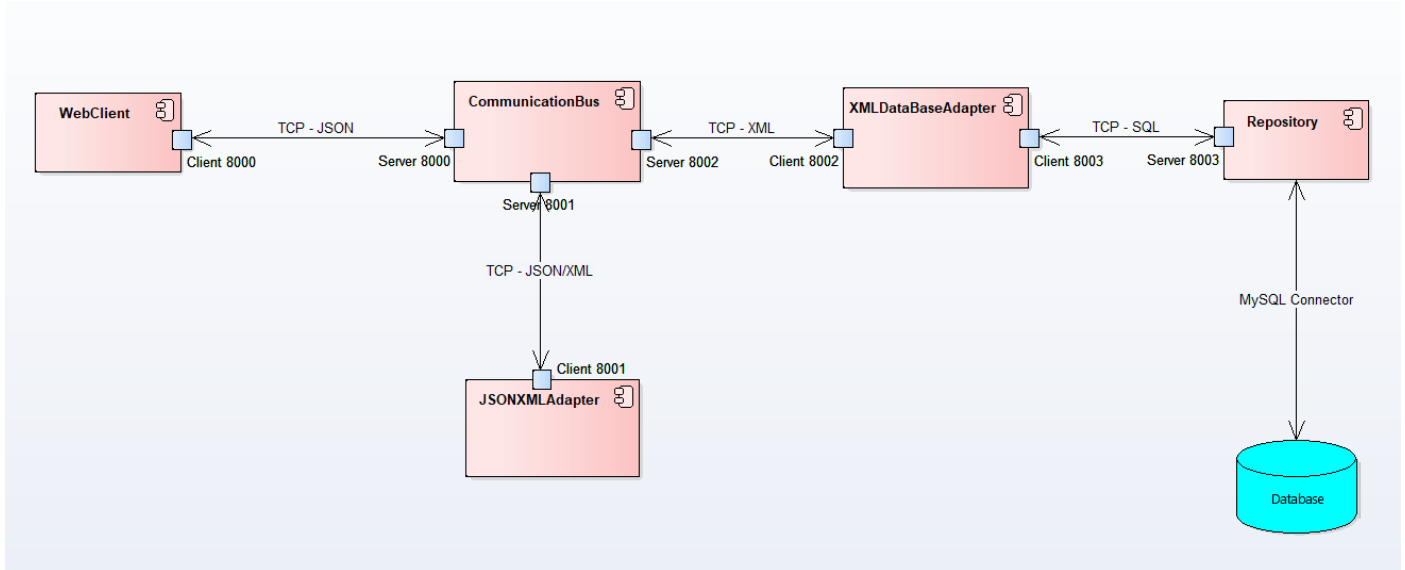 WebClient
CommunicationBus
XMLDataBaseAdapter
Repository
TCP - JSON
TCP - XML
TCP - SQL
Client 8000
Server 8000
Server 8002
Client 8002
Client 8003
Server 8003
Server 8001
TCP - JSON/XML
MySQL Connector
Client 8001
JSONXMLAdapter
Database